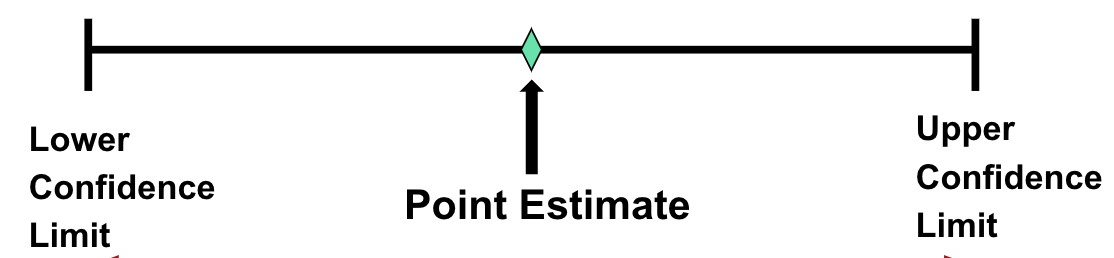 Lower
Confidence
Limit
Point Estimate
Upper
Confidence
Limit